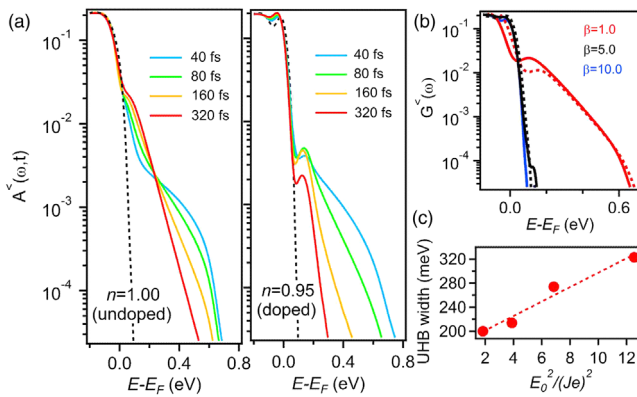 (a)
A<(ω,t)
10⁻¹
10⁻²
10⁻³
10⁻⁴
40 fs
80 fs
160 fs
320 fs
n=1.00
(undoped)
0.0
0.4
0.8
E-E_F (eV)
40 fs
80 fs
160 fs
320 fs
n=0.95
(doped)
0.0
0.4
0.8
E-E_F (eV)
(b)
G<(ω)
10⁻¹
10⁻²
10⁻³
10⁻⁴
β=1.0
β=5.0
β=10.0
0.0
0.6
E-E_F (eV)
(c)
UHB width (meV)
320
280
240
200
2
4
6
8
10
12
E₀²/(Je)²